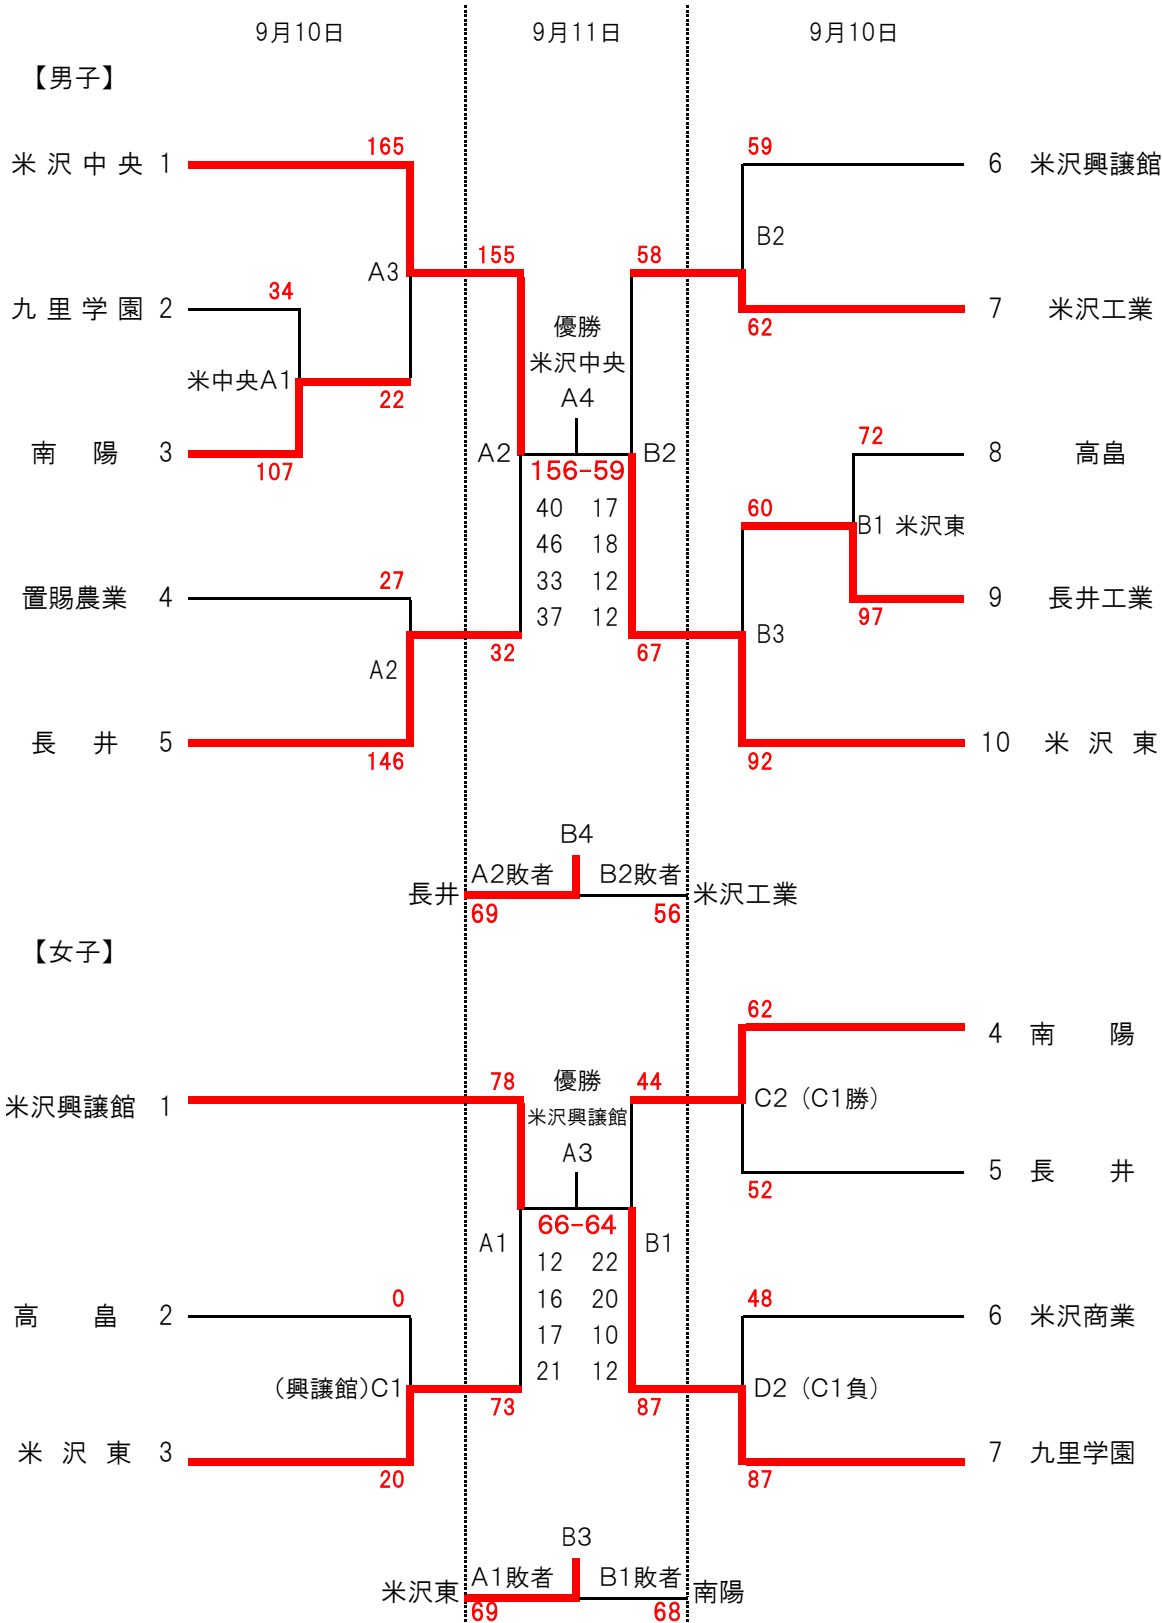 9月10日 9月11日 9月10日
【男子】
165 59
米沢中央 1 6 米沢興譲館
B2
A3 155 58
九里学園 2 34 7 米沢工業
優勝 62
米沢中央
米中央A1 22 A4
72
南陽 3 A2 B2 8 高畠
107 156-59
40 17 60
B1 米沢東
46 18
27 33 12
置賜農業 4 9 長井工業
37 12 97
B3
32 67
A2
長井 5 10 米沢東
146 92
B4
A2敗者 B2敗者
長井 米沢工業
69 56
【女子】
62
4 南陽
78 優勝 44
米沢興譲館 1 C2(C1勝)
米沢興譲館
A3
5 長井
52
66-64
A1 B1
12 22
0 16 20 48
高畠 2 6 米沢商業
17 10
21 12
(興譲館)C1 D2(C1負)
73 87
米沢東 3 7 九里学園
20 87
B3
A1敗者 B1敗者
米沢東 南陽
69 68